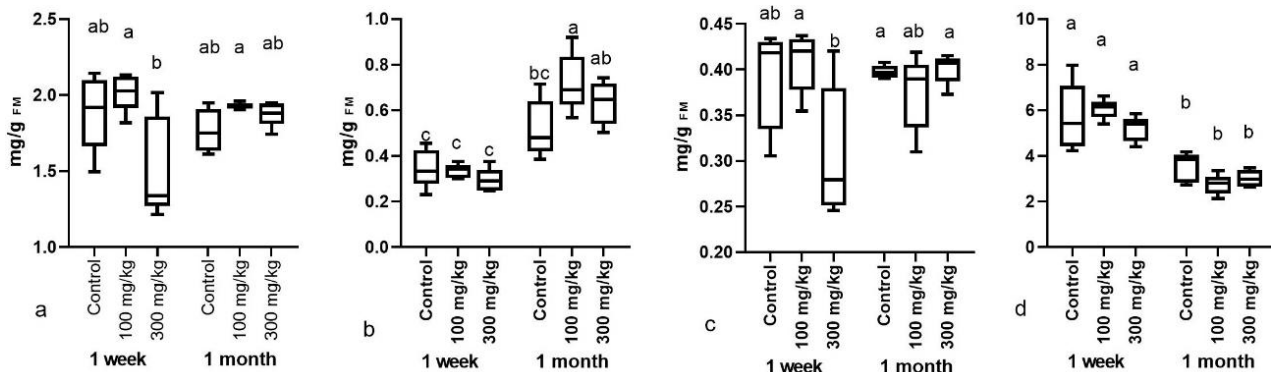 2.5
2.0
1.5
1.0
mg/g FM
ab
a
b
ab
a
ab
Control
100 mg/kg
300 mg/kg
Control
100 mg/kg
300 mg/kg
a
1 week
1 month
1.0
0.8
0.6
0.4
0.2
0.0
mg/g FM
c
c
c
bc
a
ab
Control
100 mg/kg
300 mg/kg
Control
100 mg/kg
300 mg/kg
b
1 week
1 month
0.45
0.40
0.35
0.30
0.25
0.20
mg/g FM
ab
a
b
a
ab
a
Control
100 mg/kg
300 mg/kg
Control
100 mg/kg
300 mg/kg
c
1 week
1 month
10
8
6
4
2
0
mg/g FM
a
a
a
b
b
b
Control
100 mg/kg
300 mg/kg
Control
100 mg/kg
3000 mg/kg
d
1 week
1 month